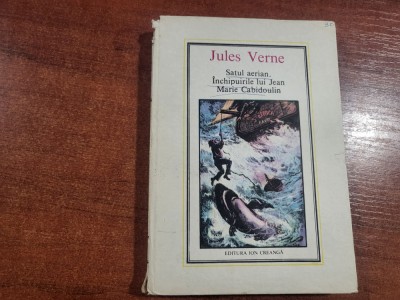 Jules Verne
Satul aerian.
Închipuirile lui Jean
Marie Cabidoulin
EDITURA ION CREANGĂ